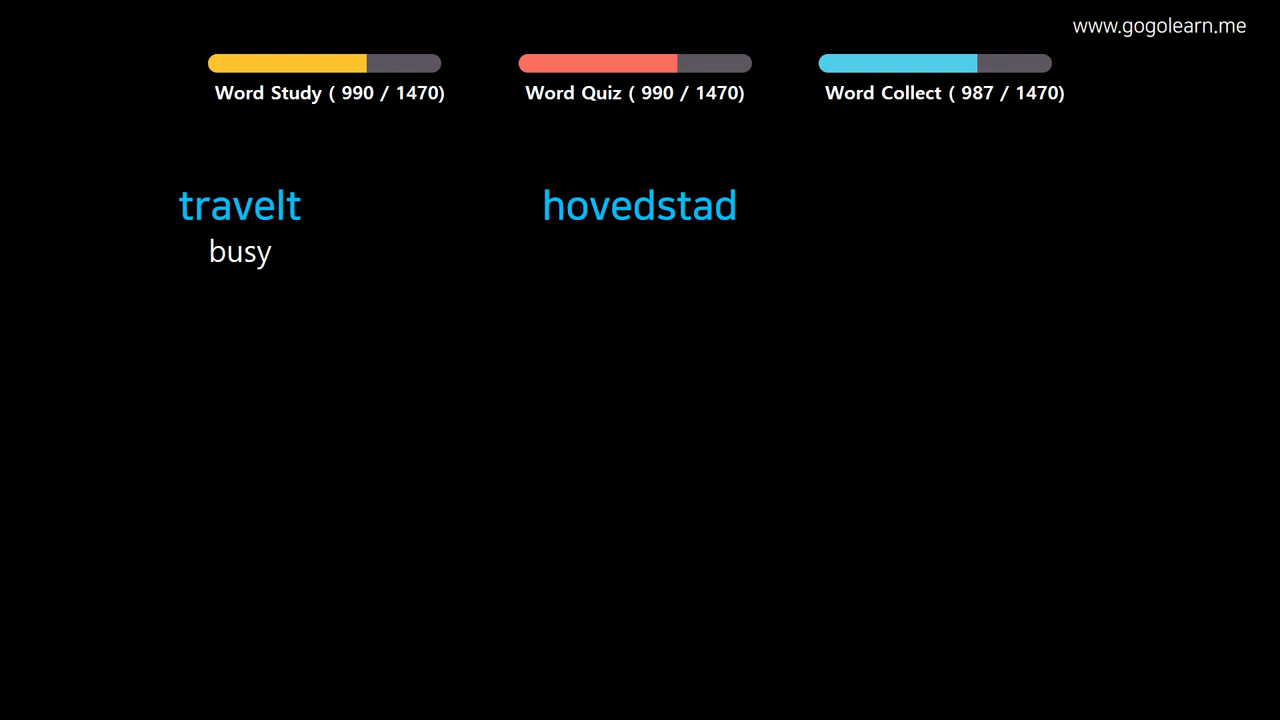 www.gogolearn.me
Word Study ( 990 / 1470)
Word Quiz ( 990 / 1470)
Word Collect ( 987 / 1470)
travelt
busy
hovedstad